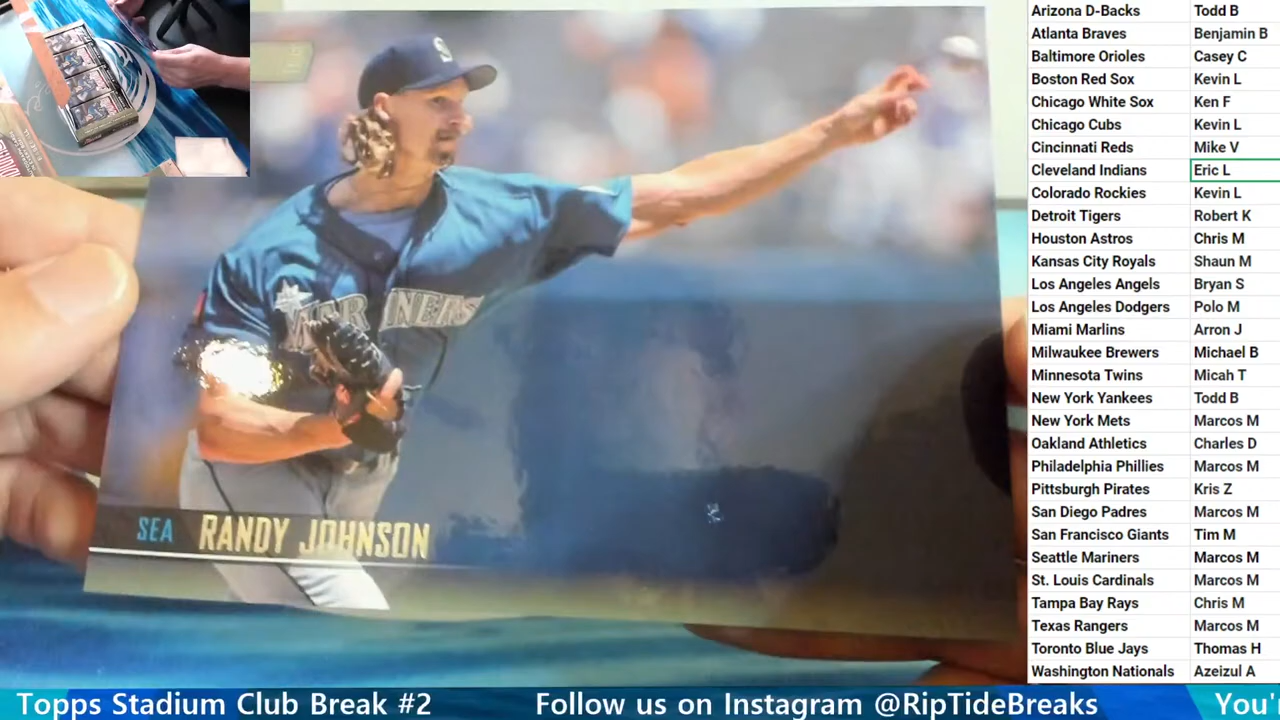 MARINERS
SEA RANDY JOHNSON
Arizona D-Backs Todd B
Atlanta Braves Benjamin B
Baltimore Orioles Casey C
Boston Red Sox Kevin L
Chicago White Sox Ken F
Chicago Cubs Kevin L
Cincinnati Reds Mike V
Cleveland Indians Eric L
Colorado Rockies Kevin L
Detroit Tigers Robert K
Houston Astros Chris M
Kansas City Royals Shaun M
Los Angeles Angels Bryan S
Los Angeles Dodgers Polo M
Miami Marlins Arron J
Milwaukee Brewers Michael B
Minnesota Twins Micah T
New York Yankees Todd B
New York Mets Marcos M
Oakland Athletics Charles D
Philadelphia Phillies Marcos M
Pittsburgh Pirates Kris Z
San Diego Padres Marcos M
San Francisco Giants Tim M
Seattle Mariners Marcos M
St. Louis Cardinals Marcos M
Tampa Bay Rays Chris M
Texas Rangers Marcos M
Toronto Blue Jays Thomas H
Washington Nationals Azeizul A
Topps Stadium Club Break #2 Follow us on Instagram @RipTideBreaks You'